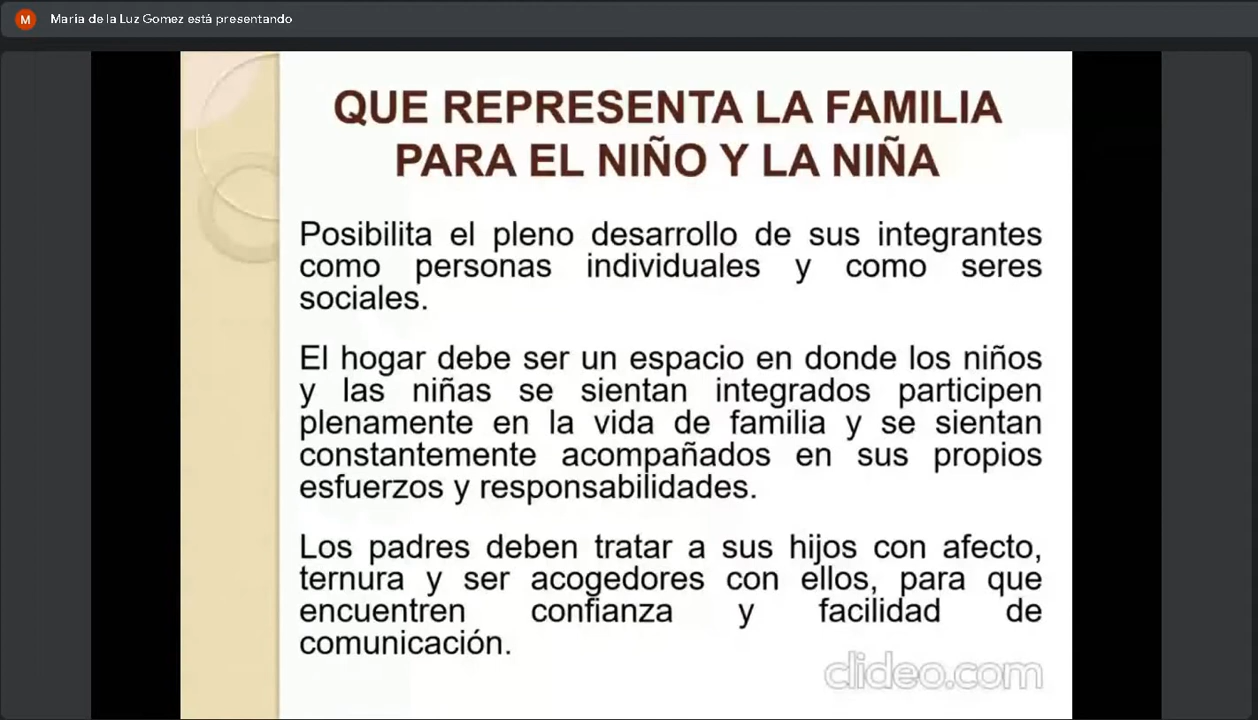 M
Maria de la Luz Gomez está presentando
QUE REPRESENTA LA FAMILIA
PARA EL NIÑO Y LA NIÑA
Posibilita el pleno desarrollo de sus integrantes
como personas individuales y como seres
sociales.
El hogar debe ser un espacio en donde los niños
y las niñas se sientan integrados participen
plenamente en la vida de familia y se sientan
constantemente acompañados en sus propios
esfuerzos y responsabilidades.
Los padres deben tratar a sus hijos con afecto,
ternura y ser acogedores con ellos, para que
encuentren confianza y facilidad de
comunicación.
clideo.com